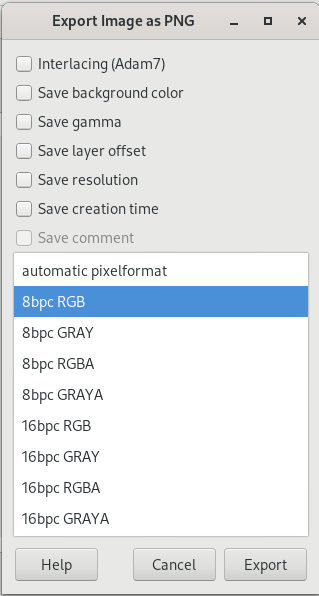 Export Image as PNG
Interlacing (Adam7)
Save background color
Save gamma
Save layer offset
Save resolution
Save creation time
Save comment
automatic pixelformat
8bpc RGB
8bpc GRAY
8bpc RGBA
8bpc GRAYA
16bpc RGB
16bpc GRAY
16bpc RGBA
16bpc GRAYA
Help Cancel Export